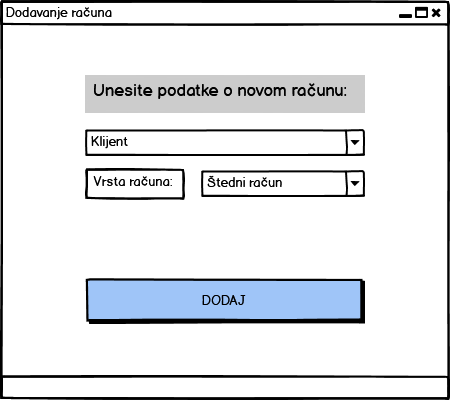 Dodavanje računa
Unesite podatke o novom računu:
Klijent
Vrsta računa:
Štedni račun
DODAJ